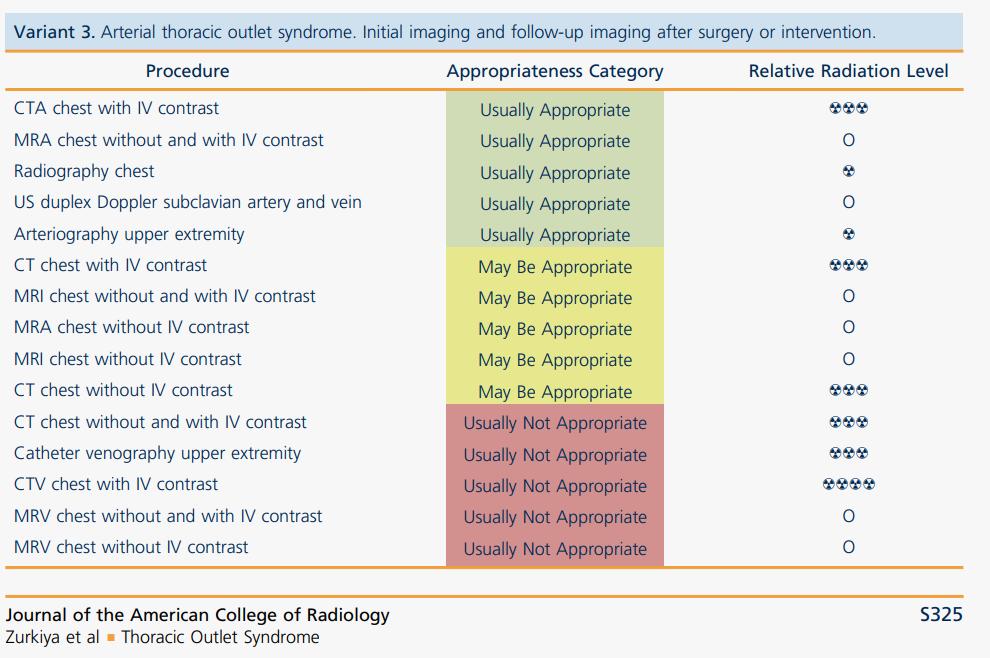 Variant 3. Arterial thoracic outlet syndrome. Initial imaging and follow-up imaging after surgery or intervention.
Procedure Appropriateness Category Relative Radiation Level
CTA chest with IV contrast Usually Appropriate ☢☢☢
MRA chest without and with IV contrast Usually Appropriate O
Radiography chest Usually Appropriate ☢
US duplex Doppler subclavian artery and vein Usually Appropriate O
Arteriography upper extremity Usually Appropriate ☢
CT chest with IV contrast May Be Appropriate ☢☢☢
MRI chest without and with IV contrast May Be Appropriate O
MRA chest without IV contrast May Be Appropriate O
MRI chest without IV contrast May Be Appropriate O
CT chest without IV contrast May Be Appropriate ☢☢☢
CT chest without and with IV contrast Usually Not Appropriate ☢☢☢
Catheter venography upper extremity Usually Not Appropriate ☢☢☢
CTV chest with IV contrast Usually Not Appropriate ☢☢☢☢
MRV chest without and with IV contrast Usually Not Appropriate O
MRV chest without IV contrast Usually Not Appropriate O
Journal of the American College of Radiology S325
Zurkiya et al ■ Thoracic Outlet Syndrome